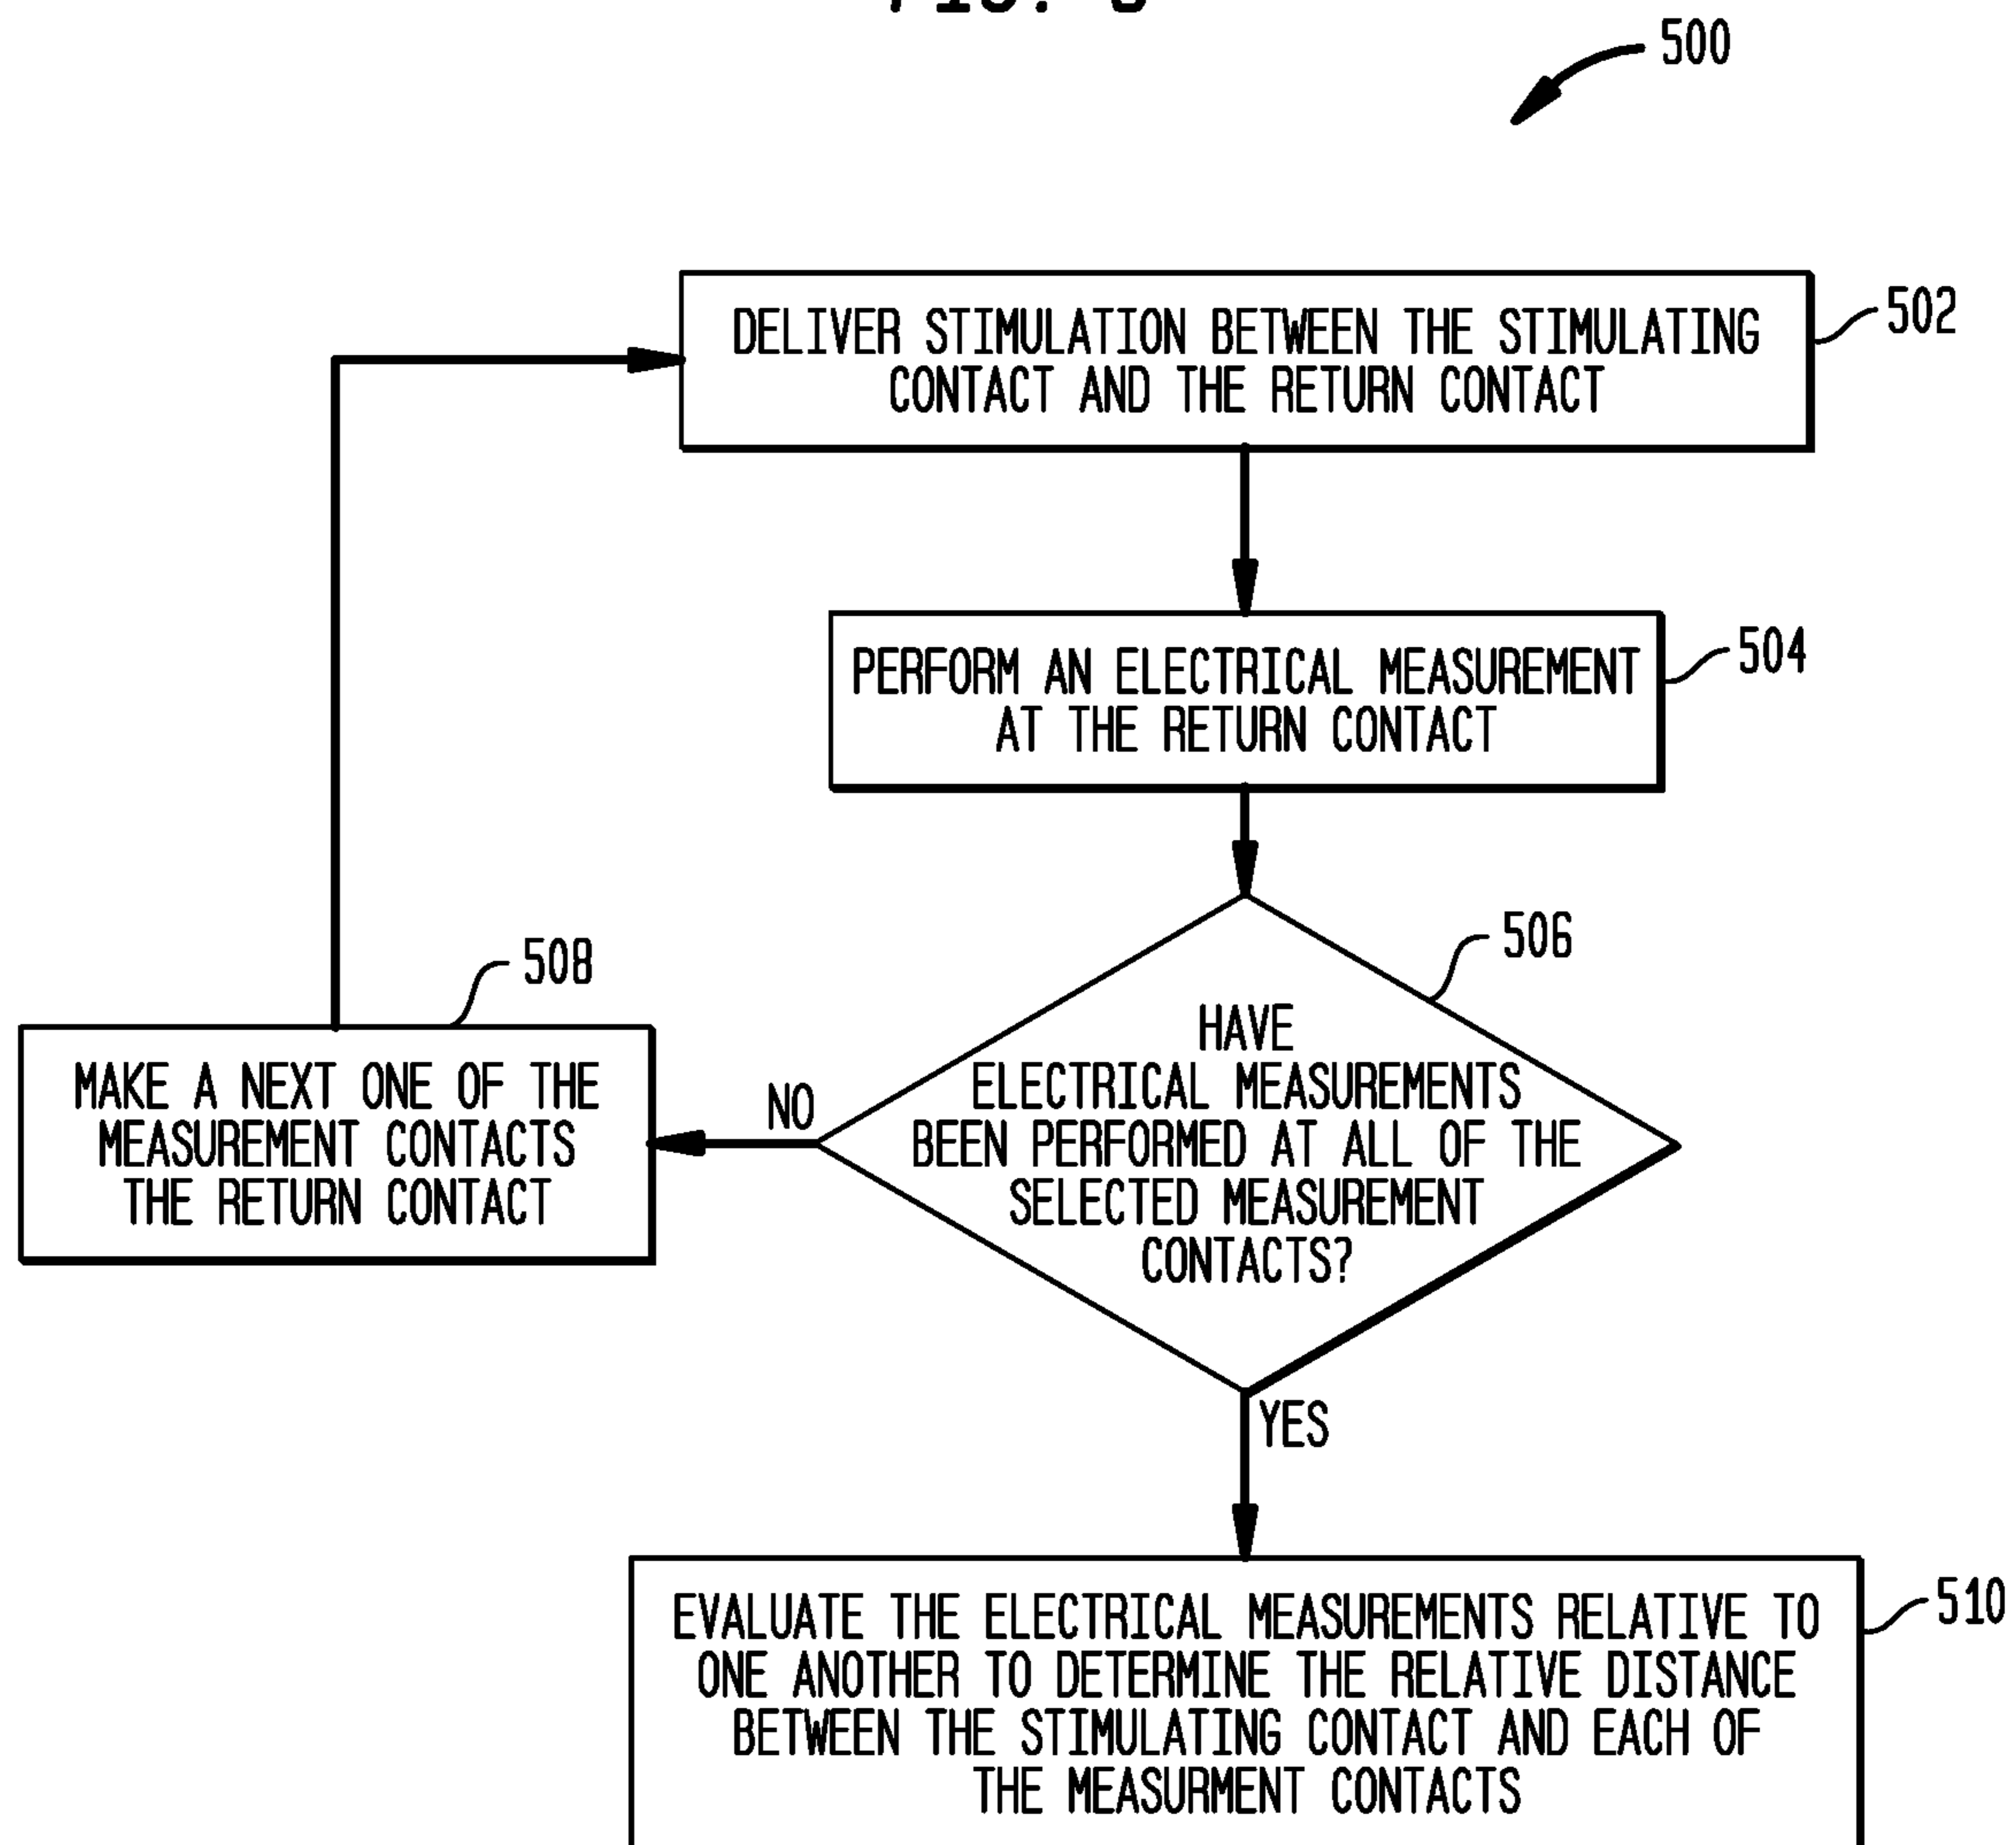 500
DELIVER STIMULATION BETWEEN THE STIMULATING
CONTACT AND THE RETURN CONTACT
502
PERFORM AN ELECTRICAL MEASUREMENT
AT THE RETURN CONTACT
504
HAVE
ELECTRICAL MEASUREMENTS
BEEN PERFORMED AT ALL OF THE
SELECTED MEASUREMENT
CONTACTS?
506
NO
508
MAKE A NEXT ONE OF THE
MEASUREMENT CONTACTS
THE RETURN CONTACT
YES
EVALUATE THE ELECTRICAL MEASUREMENTS RELATIVE TO
ONE ANOTHER TO DETERMINE THE RELATIVE DISTANCE
BETWEEN THE STIMULATING CONTACT AND EACH OF
THE MEASURMENT CONTACTS
510